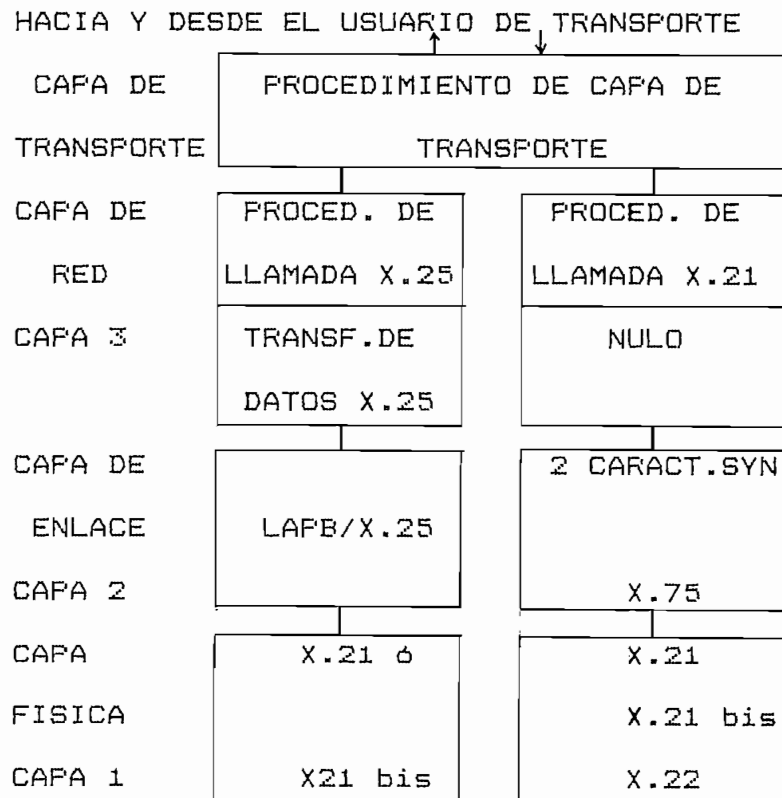 HACIA Y DESDE EL USUARIO DE TRANSPORTE
CAPA DE PROCEDIMIENTO DE CAPA DE
TRANSPORTE TRANSPORTE
CAPA DE PROCED. DE PROCED. DE
RED LLAMADA X.25 LLAMADA X.21
CAPA 3 TRANSF.DE NULO
DATOS X.25
CAPA DE 2 CARACT.SYN
ENLACE LAPB/X.25
CAPA 2 X.75
CAPA X.21 ó X.21
FISICA X.21 bis
CAPA 1 X21 bis X.22